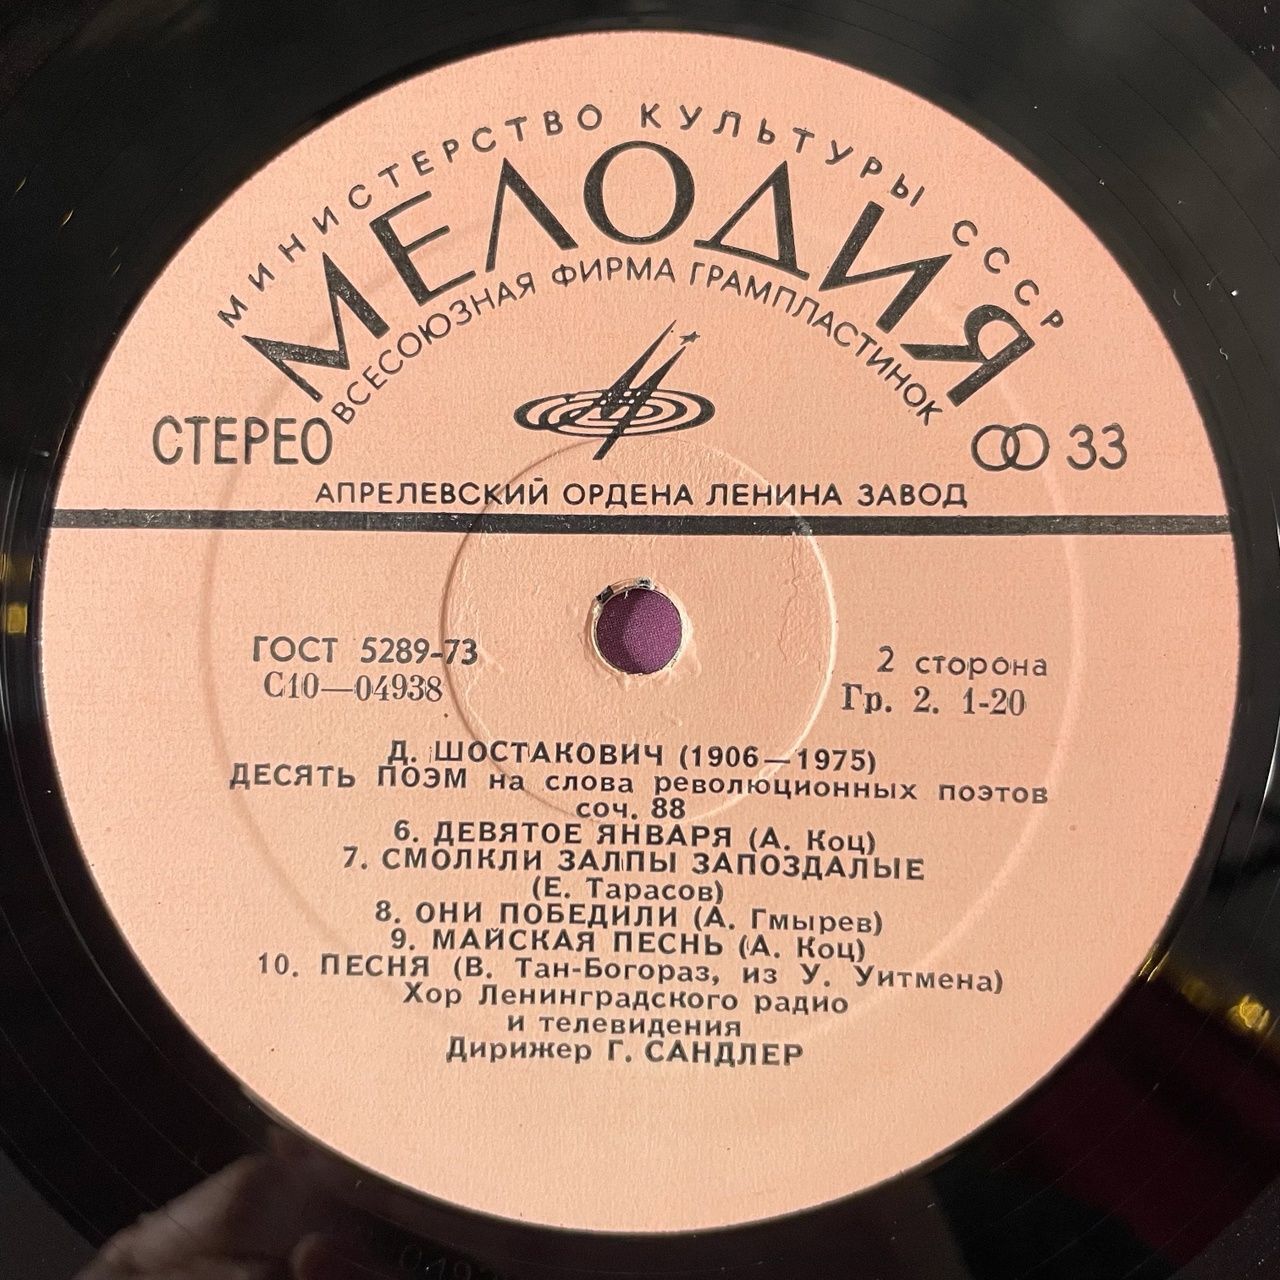 МИНИСТЕРСТВО КУЛЬТУРЫ СССР
МЕЛОДИЯ
ВСЕСОЮЗНАЯ ФИРМА ГРАМПЛАСТИНОК
СТЕРЕО
33
АПРЕЛЕВСКИЙ ОРДЕНА ЛЕНИНА ЗАВОД
ГОСТ 5289-73
С10—04938
2 сторона
Гр. 2. 1-20
Д. ШОСТАКОВИЧ (1906—1975)
ДЕСЯТЬ ПОЭМ на слова революционных поэтов
соч. 88
6. ДЕВЯТОЕ ЯНВАРЯ (А. Коц)
7. СМОЛКЛИ ЗАЛПЫ ЗАПОЗДАЛЫЕ
(Е. Тарасов)
8. ОНИ ПОБЕДИЛИ (А. Гмырев)
9. МАЙСКАЯ ПЕСНЬ (А. Коц)
10. ПЕСНЯ (В. Тан-Богораз, из У. Уитмена)
Хор Ленинградского радио
и телевидения
Дирижер Г. САНДЛЕР